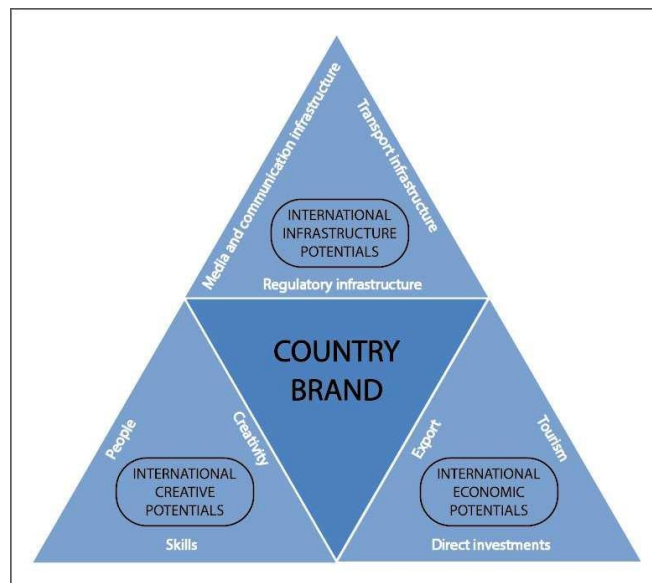 Media and communication infrastructure
Transport infrastructure
INTERNATIONAL
INFRASTRUCTURE
POTENTIALS
Regulatory infrastructure
COUNTRY
BRAND
People
Creativity
INTERNATIONAL
CREATIVE
POTENTIALS
Skills
Export
Tourism
INTERNATIONAL
ECONOMIC
POTENTIALS
Direct investments